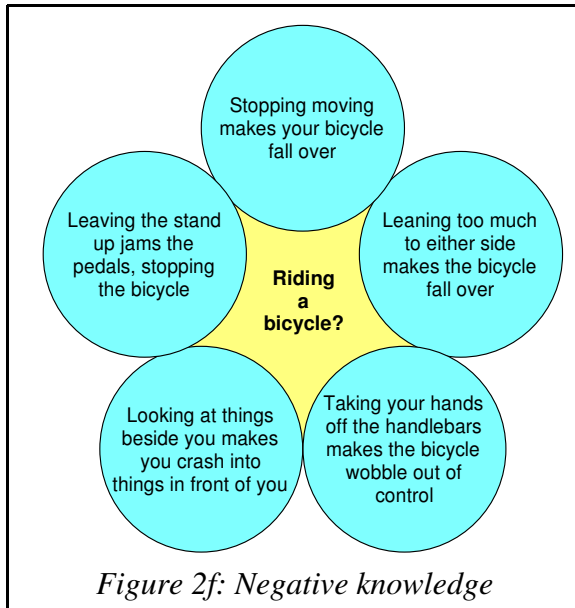 Stopping moving
makes your bicycle
fall over
Leaving the stand
up jams the
pedals, stopping
the bicycle
Riding
a
bicycle?
Leaning too much
to either side
makes the bicycle
fall over
Looking at things
beside you makes
you crash into
things in front of you
Taking your hands
off the handlebars
makes the bicycle
wobble out of
control
Figure 2f: Negative knowledge